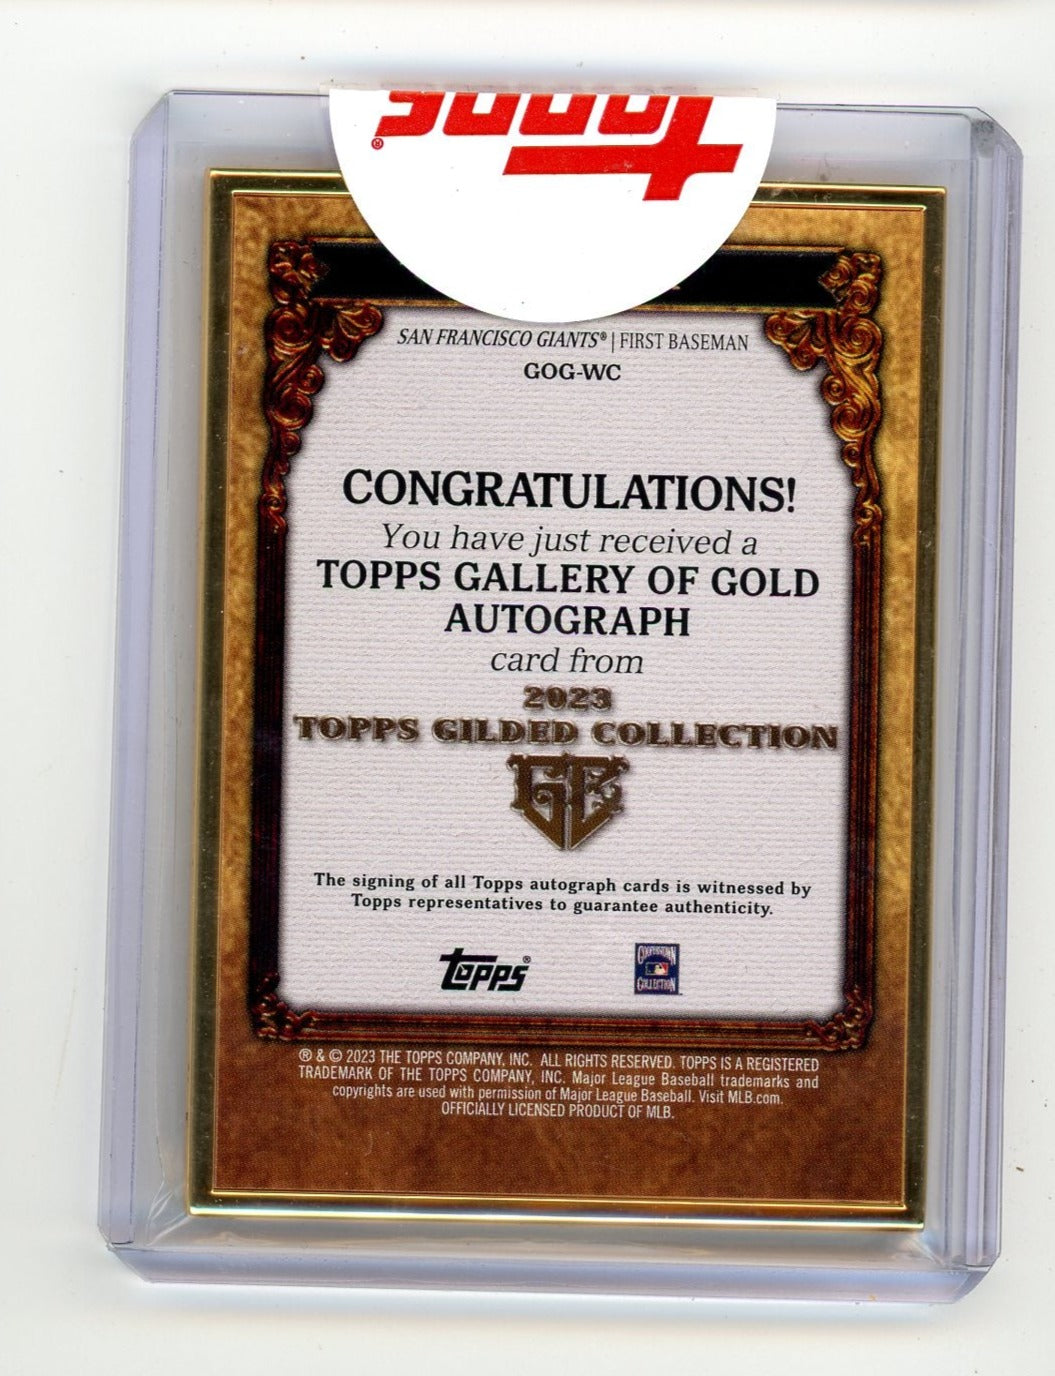 Topps®
SAN FRANCISCO GIANTS® | FIRST BASEMAN
GOG-WC
CONGRATULATIONS!
You have just received a
TOPPS GALLERY OF GOLD
AUTOGRAPH
card from
2023
TOPPS GILDED COLLECTION
GC
The signing of all Topps autograph cards is witnessed by
Topps representatives to guarantee authenticity.
Topps®
COOPERSTOWN
COLLECTION
® & © 2023 THE TOPPS COMPANY, INC. ALL RIGHTS RESERVED. TOPPS IS A REGISTERED
TRADEMARK OF THE TOPPS COMPANY, INC. Major League Baseball trademarks and
copyrights are used with permission of Major League Baseball. Visit MLB.com.
OFFICIALLY LICENSED PRODUCT OF MLB.